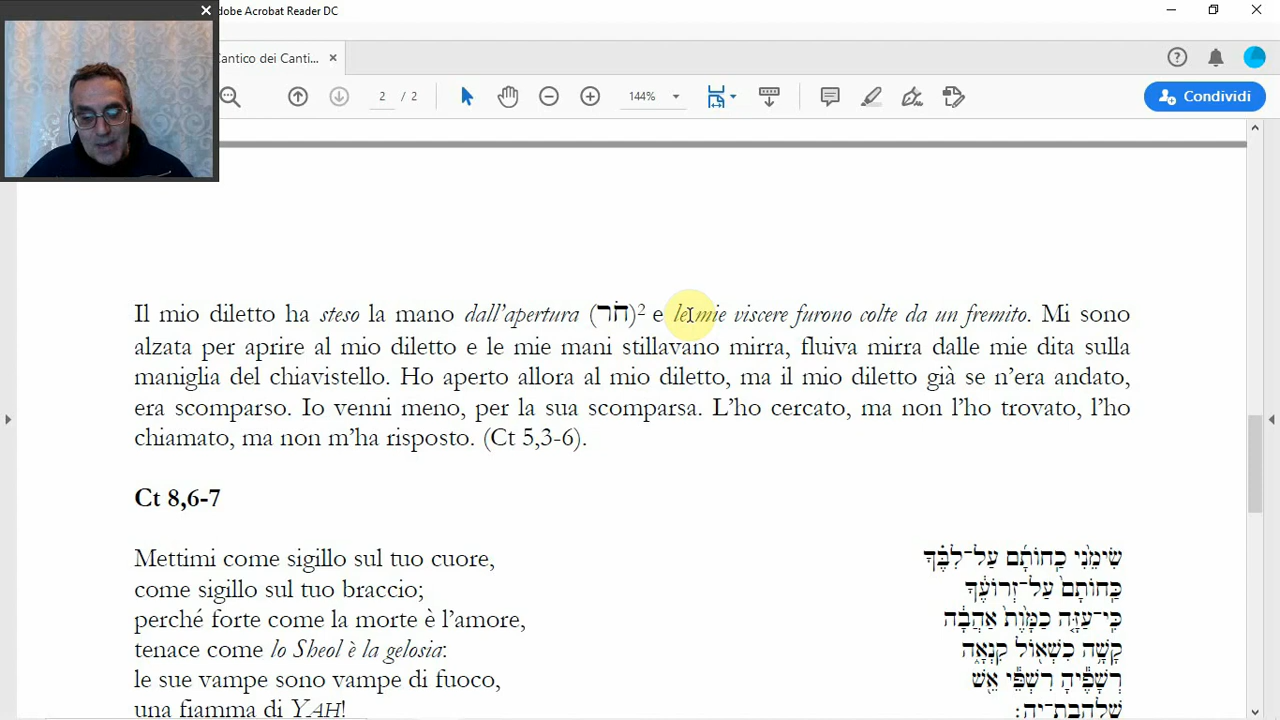 dobe Acrobat Reader DC
Cantico dei Canti...
2 / 2
144%
Condividi
Il mio diletto ha steso la mano dall'apertura (חֹר)² e le mie viscere furono colte da un fremito. Mi sono
alzata per aprire al mio diletto e le mie mani stillavano mirra, fluiva mirra dalle mie dita sulla
maniglia del chiavistello. Ho aperto allora al mio diletto, ma il mio diletto già se n'era andato,
era scomparso. Io venni meno, per la sua scomparsa. L'ho cercato, ma non l'ho trovato, l'ho
chiamato, ma non m'ha risposto. (Ct 5,3-6).
Ct 8,6-7
Mettimi come sigillo sul tuo cuore,
שִׂימֵ֨נִי כַֽחוֹתָ֜ם עַל־לִבֶּ֗ךָ
come sigillo sul tuo braccio;
כַּֽחוֹתָם֙ עַל־זְרוֹעֶ֔ךָ
perché forte come la morte è l'amore,
כִּֽי־עַזָּ֤ה כַמָּ֙וֶת֙ אַהֲבָ֔ה
tenace come lo Sheol è la gelosia:
קָשָׁ֥ה כִשְׁא֖וֹל קִנְאָ֑ה
le sue vampe sono vampe di fuoco,
רְשָׁפֶ֕יהָ רִשְׁפֵּ֕י אֵ֖שׁ
una fiamma di YAH!
שַׁלְהֶ֥בֶת־יָֽה׃